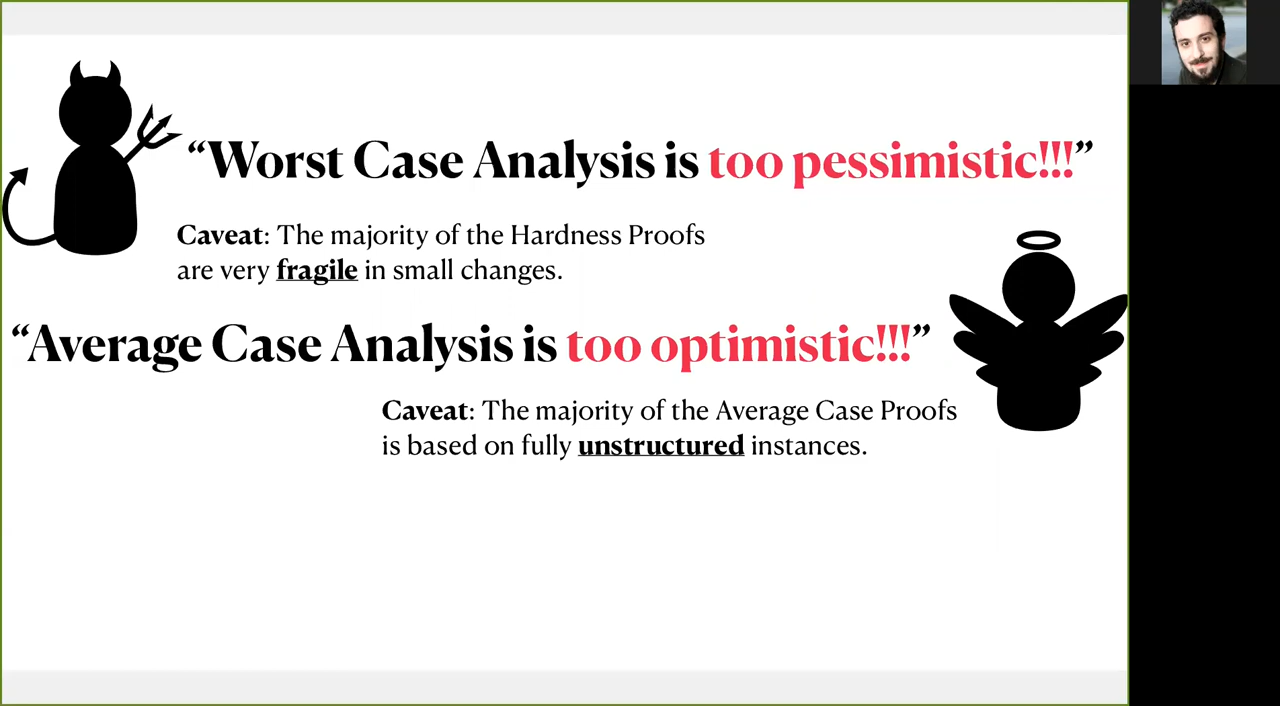 “Worst Case Analysis is too pessimistic!!!”
Caveat: The majority of the Hardness Proofs
are very fragile in small changes.
“Average Case Analysis is too optimistic!!!”
Caveat: The majority of the Average Case Proofs
is based on fully unstructured instances.